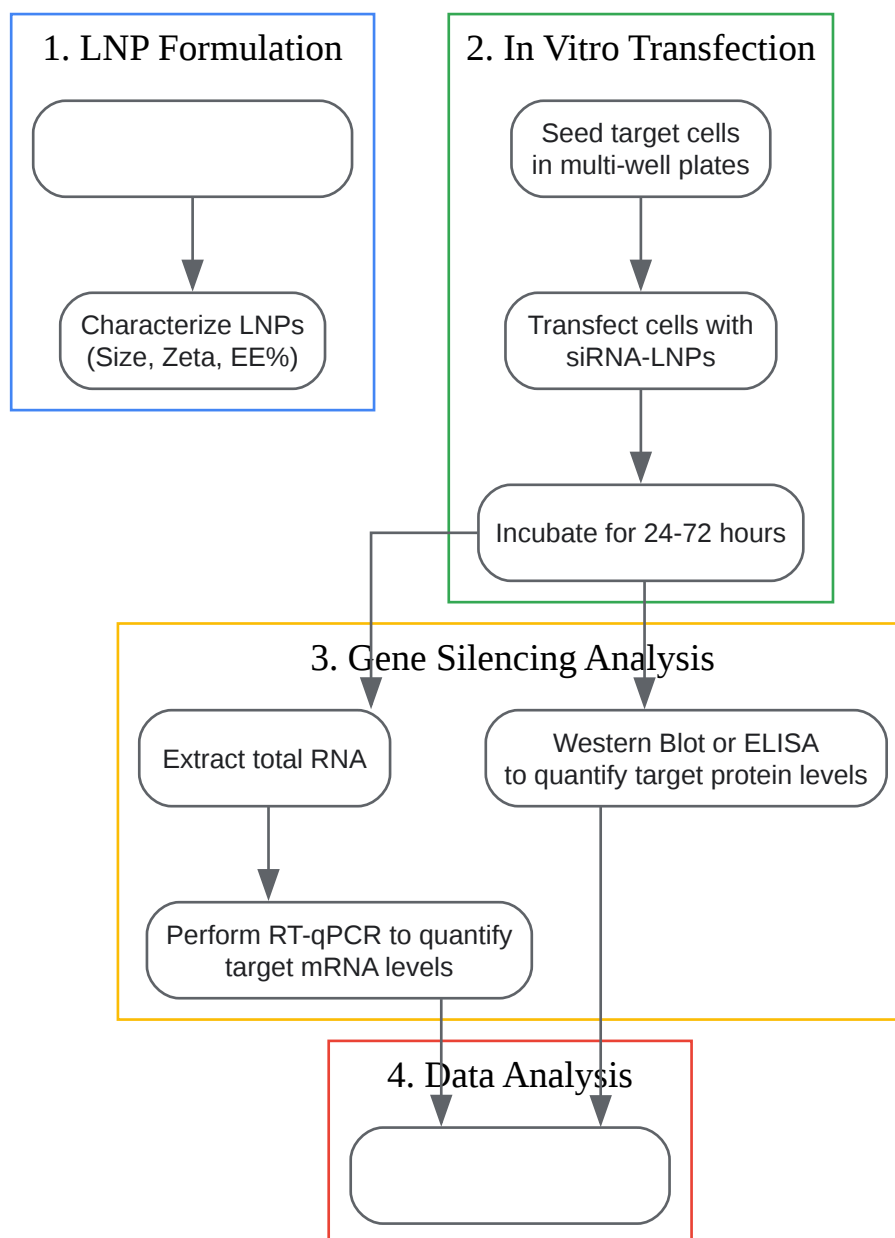 1. LNP Formulation
Characterize LNPs
(Size, Zeta, EE%)
2. In Vitro Transfection
Seed target cells
in multi-well plates
Transfect cells with
siRNA-LNPs
Incubate for 24-72 hours
3. Gene Silencing Analysis
Extract total RNA
Western Blot or ELISA
to quantify target protein levels
Perform RT-qPCR to quantify
target mRNA levels
4. Data Analysis